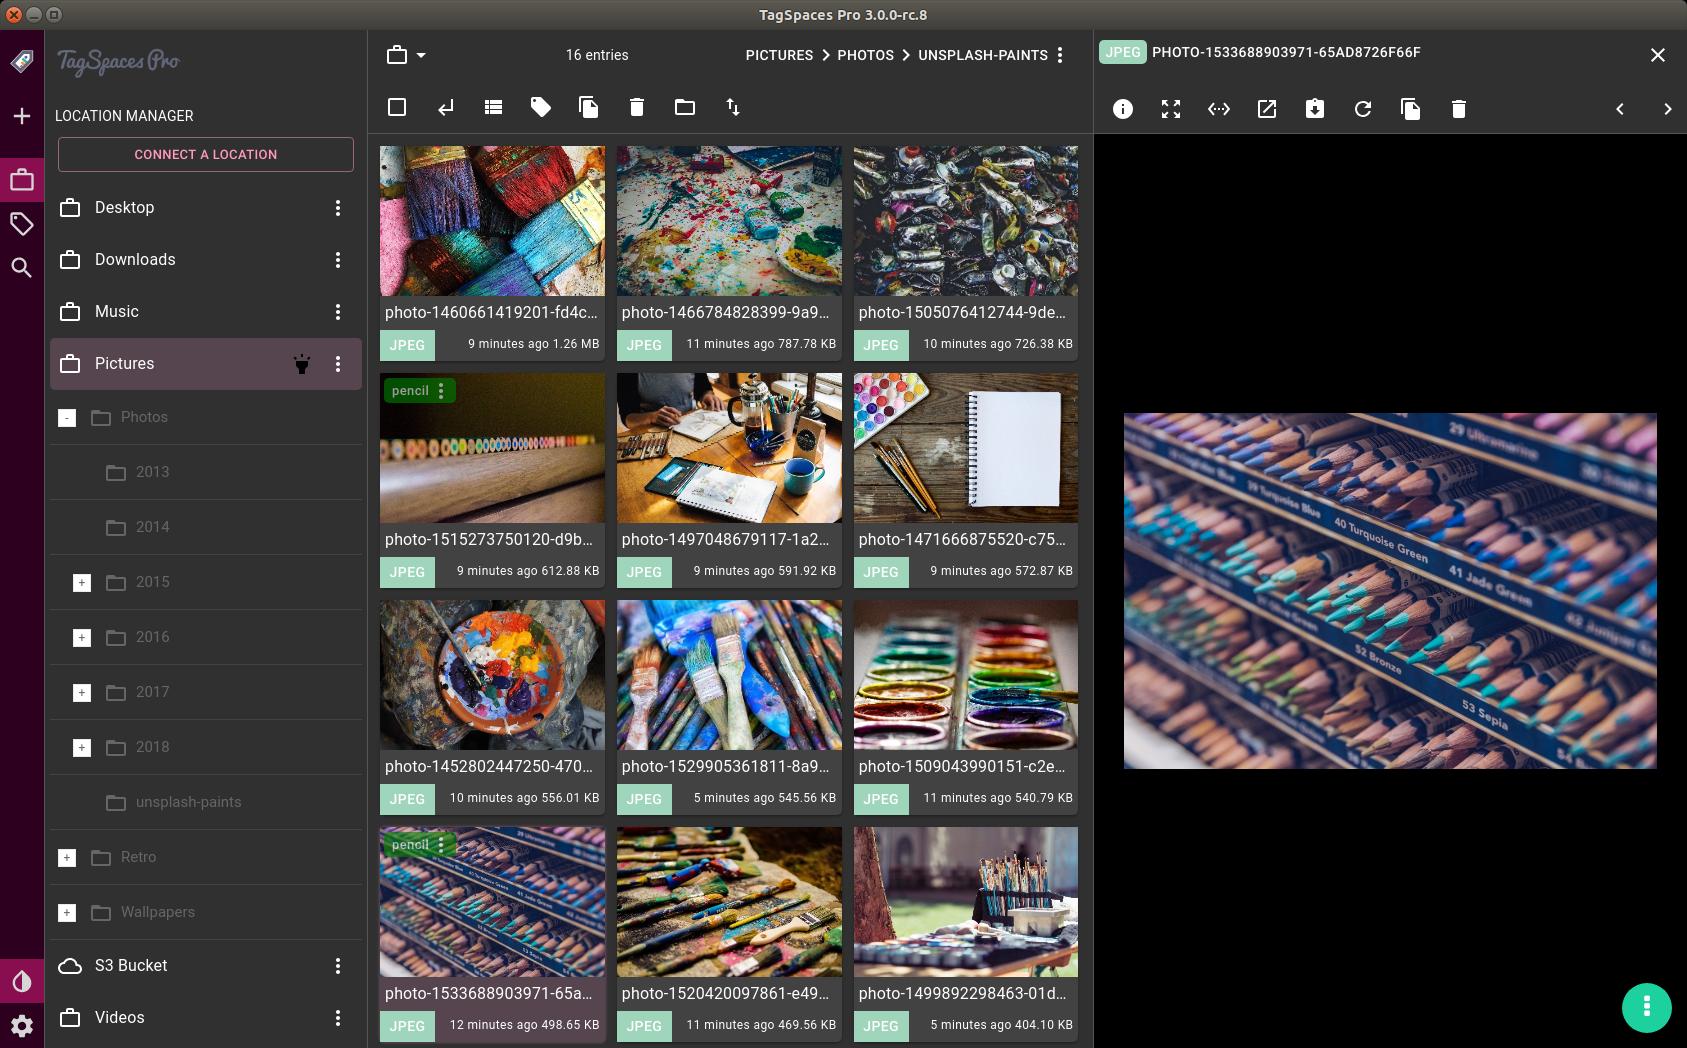 TagSpaces Pro 3.0.0-rc.8
TagSpaces Pro
LOCATION MANAGER
CONNECT A LOCATION
Desktop
Downloads
Music
Pictures
Photos
2013
2014
2015
2016
2017
2018
unsplash-paints
Retro
Wallpapers
S3 Bucket
Videos
16 entries
PICTURES > PHOTOS > UNSPLASH-PAINTS
photo-1460661419201-fd4c...
JPEG 9 minutes ago 1.26 MB
photo-1466784828399-9a9...
JPEG 11 minutes ago 787.78 KB
photo-1505076412744-9de...
JPEG 10 minutes ago 726.38 KB
pencil
photo-1515273750120-d9b...
JPEG 9 minutes ago 612.88 KB
photo-1497048679117-1a2...
JPEG 9 minutes ago 591.92 KB
photo-1471666875520-c75...
JPEG 9 minutes ago 572.87 KB
photo-1452802447250-470...
JPEG 10 minutes ago 556.01 KB
photo-1529905361811-8a9...
JPEG 5 minutes ago 545.56 KB
photo-1509043990151-c2e...
JPEG 11 minutes ago 540.79 KB
pencil
photo-1533688903971-65a...
JPEG 12 minutes ago 498.65 KB
photo-1520420097861-e49...
JPEG 11 minutes ago 469.56 KB
photo-1499892298463-01d...
JPEG 5 minutes ago 404.10 KB
JPEG PHOTO-1533688903971-65AD8726F66F
29 Ultramarine
39 Turquoise Blue
40 Turquoise Green
41 Jade Green
52 Bronze
53 Sepia